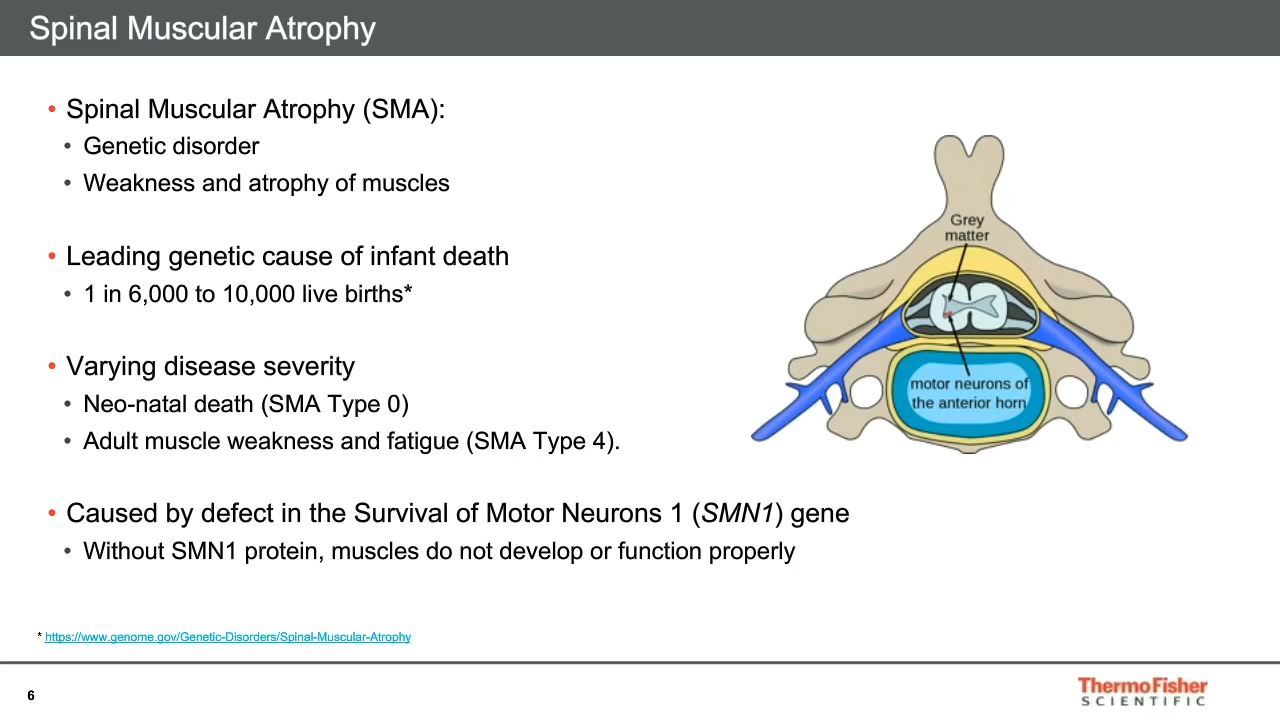 Spinal Muscular Atrophy
• Spinal Muscular Atrophy (SMA):
• Genetic disorder
• Weakness and atrophy of muscles
• Leading genetic cause of infant death
• 1 in 6,000 to 10,000 live births*
• Varying disease severity
• Neo-natal death (SMA Type 0)
• Adult muscle weakness and fatigue (SMA Type 4).
• Caused by defect in the Survival of Motor Neurons 1 (SMN1) gene
• Without SMN1 protein, muscles do not develop or function properly
Grey
matter
motor neurons of
the anterior horn
* https://www.genome.gov/Genetic-Disorders/Spinal-Muscular-Atrophy
6
ThermoFisher
SCIENTIFIC